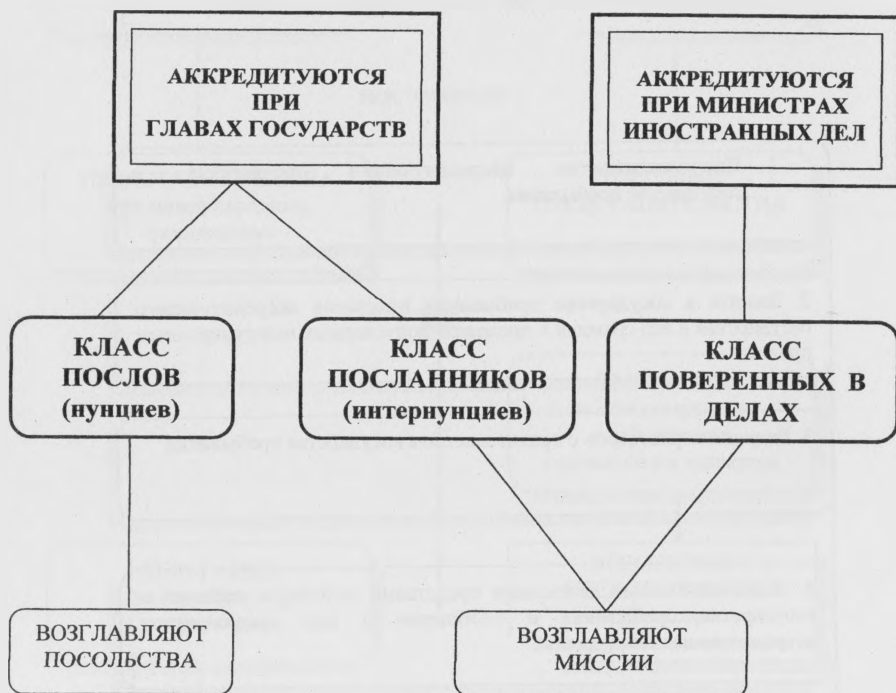 АККРЕДИТУЮТСЯ
ПРИ
ГЛАВАХ ГОСУДАРСТВ
АККРЕДИТУЮТСЯ
ПРИ МИНИСТРАХ
ИНОСТРАННЫХ ДЕЛ
КЛАСС
ПОСЛОВ
(нунциев)
КЛАСС
ПОСЛАННИКОВ
(интернунциев)
КЛАСС
ПОВЕРЕННЫХ В
ДЕЛАХ
ВОЗГЛАВЛЯЮТ
ПОСОЛЬСТВА
ВОЗГЛАВЛЯЮТ
МИССИИ